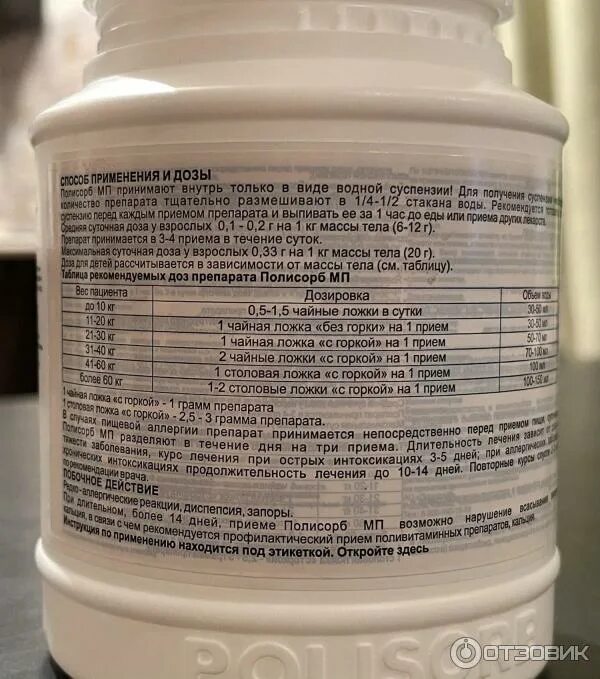 СПОСОБ ПРИМЕНЕНИЯ И ДОЗЫ
Полисорб МП принимают внутрь только в виде водной суспензии! Для получения суспензии
количество препарата тщательно размешивают в 1/4-1/2 стакана воды. Рекомендуется
суспензию перед каждым приемом препарата и выпивать ее за 1 час до еды или приема других лекарств.
Средняя суточная доза у взрослых 0,1 - 0,2 г на 1 кг массы тела (6-12 г).
Препарат принимается в 3-4 приема в течение суток.
Максимальная суточная доза у взрослых 0,33 г на 1 кг массы тела (20 г).
Доза для детей рассчитывается в зависимости от массы тела (см. таблицу).
Таблица рекомендуемых доз препарата Полисорб МП
Вес пациента Дозировка Объем воды
до 10 кг 0,5-1,5 чайные ложки в сутки 30-50 мл
11-20 кг 1 чайная ложка «без горки» на 1 прием 30-50 мл
21-30 кг 1 чайная ложка «с горкой» на 1 прием 50-70 мл
31-40 кг 2 чайные ложки «с горкой» на 1 прием 70-100 мл
41-60 кг 1 столовая ложка «с горкой» на 1 прием 100 мл
более 60 кг 1-2 столовые ложки «с горкой» на 1 прием 100-150 мл
1 чайная ложка «с горкой» - 1 грамм препарата
1 столовая ложка «с горкой» - 2,5 - 3 грамма препарата.
В случаях пищевой аллергии препарат принимается непосредственно перед приемом пищи,
Полисорб МП разделяют в течение дня на три приема. Длительность лечения зависит от
тяжести заболевания, курс лечения при острых интоксикациях 3-5 дней; при аллергических
хронических интоксикациях продолжительность лечения до 10-14 дней. Повторные курсы
по рекомендации врача.
ПОБОЧНОЕ ДЕЙСТВИЕ
Редко-аллергические реакции, диспепсия, запоры.
При длительном, более 14 дней, приеме Полисорб МП возможно нарушение всасывания
кальция, в связи с чем рекомендуется профилактический прием поливитаминных препаратов, кальция.
Инструкция по применению находится под этикеткой. Откройте здесь
POLISORB
ОТЗОВИК